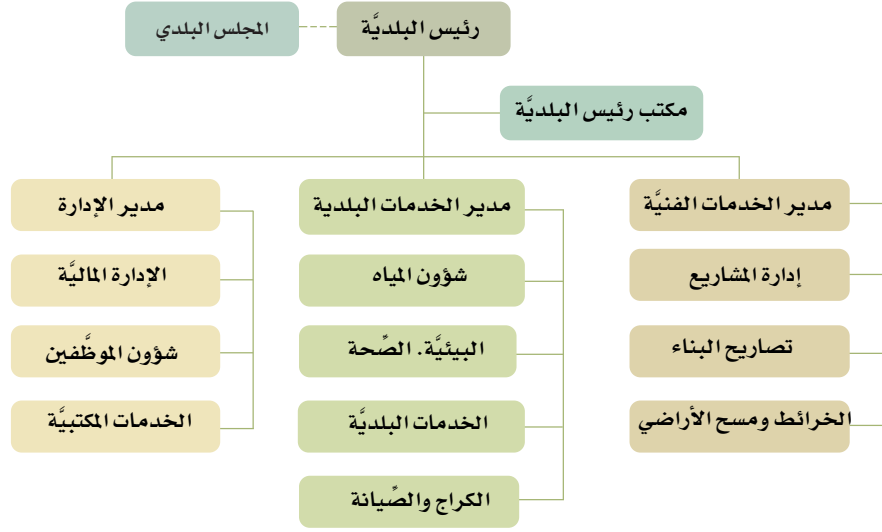 رئيس البلديَّة
المجلس البلدي
مكتب رئيس البلديَّة
مدير الخدمات الفنيَّة
إدارة المشاريع
تصاريح البناء
الخرائط ومسح الأراضي
مدير الخدمات البلدية
شؤون المياه
البيئيَّة. الصِّحة
الخدمات البلديَّة
الكراج والصِّيانة
مدير الإدارة
الإدارة الماليَّة
شؤون الموظَّفين
الخدمات المكتبيَّة